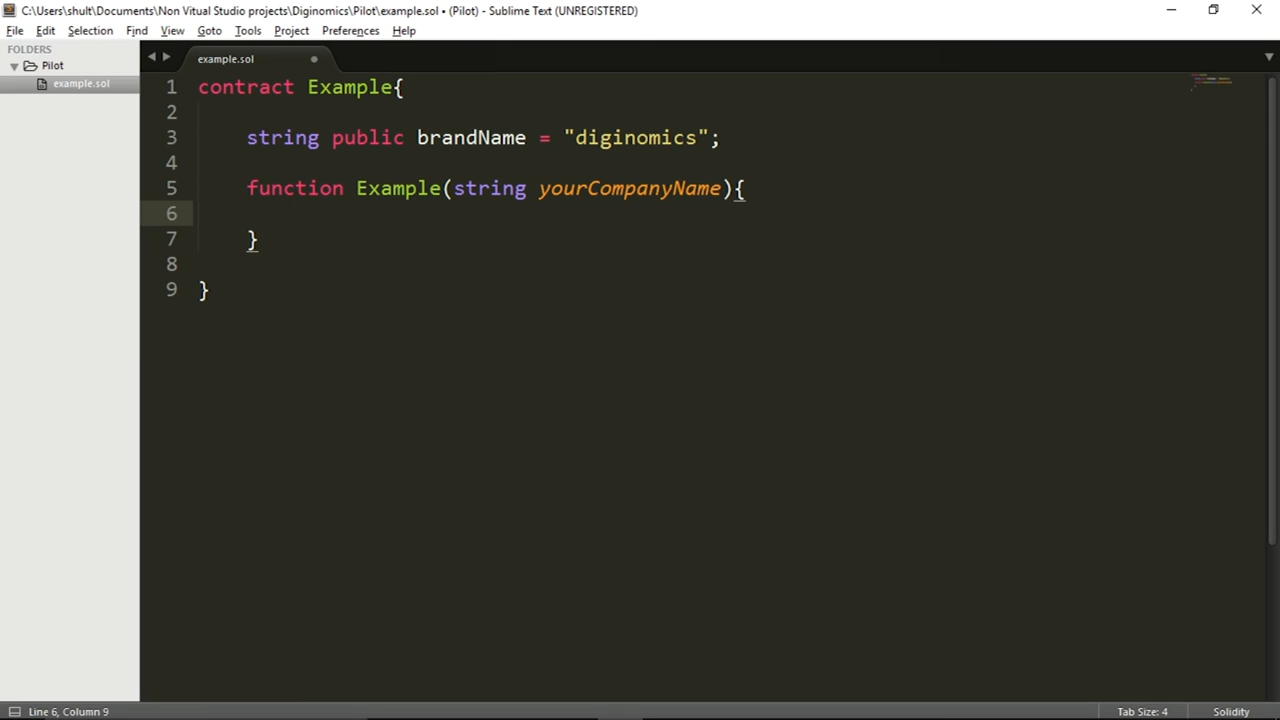 C:\Users\shult\Documents\Non Vitual Studio projects\Diginomics\Pilot\example.sol • (Pilot) - Sublime Text (UNREGISTERED)
File Edit Selection Find View Goto Tools Project Preferences Help
FOLDERS
Pilot
example.sol
example.sol
1 contract Example{
2
3 string public brandName = "diginomics";
4
5 function Example(string yourCompanyName){
6
7 }
8
9 }
Line 6, Column 9
Tab Size: 4
Solidity